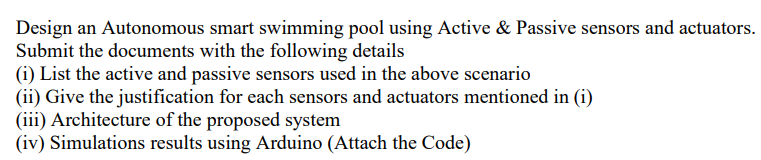 Design an Autonomous smart swimming pool using Active & Passive sensors and actuators.
Submit the documents with the following details
(i) List the active and passive sensors used in the above scenario
(ii) Give the justification for each sensors and actuators mentioned in (i)
(iii) Architecture of the proposed system
(iv) Simulations results using Arduino (Attach the Code)